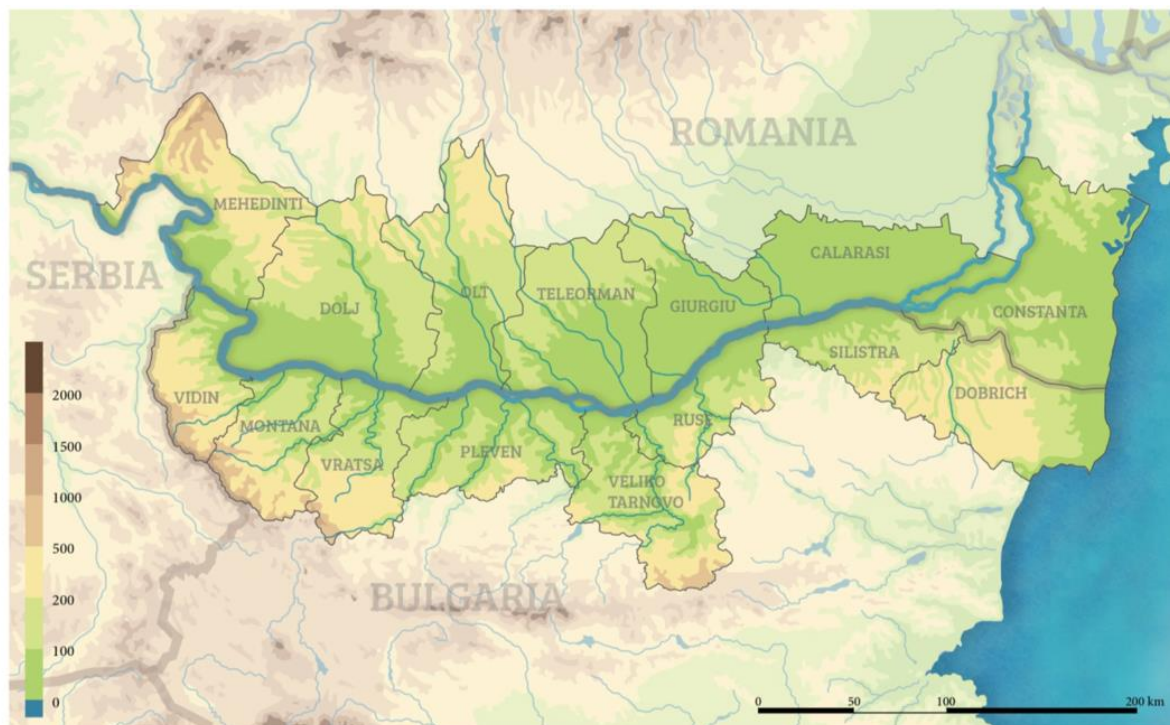 ROMANIA
MEHEDINTI
CALARASI
SERBIA
DOLJ
OLT
TELEORMAN
GIURGIU
CONSTANTA
SILISTRA
VIDIN
DOBRICH
MONTANA
RUSE
VRATSA
PLEVEN
VELIKO
TARNOVO
BULGARIA
2000
1500
1000
500
200
100
0
0 50 100 200 km